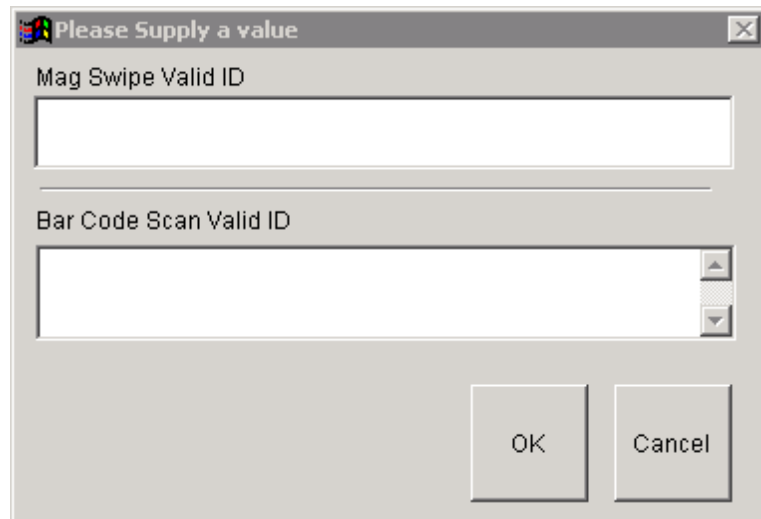 Please Supply a value
Mag Swipe Valid ID
Bar Code Scan Valid ID
OK Cancel